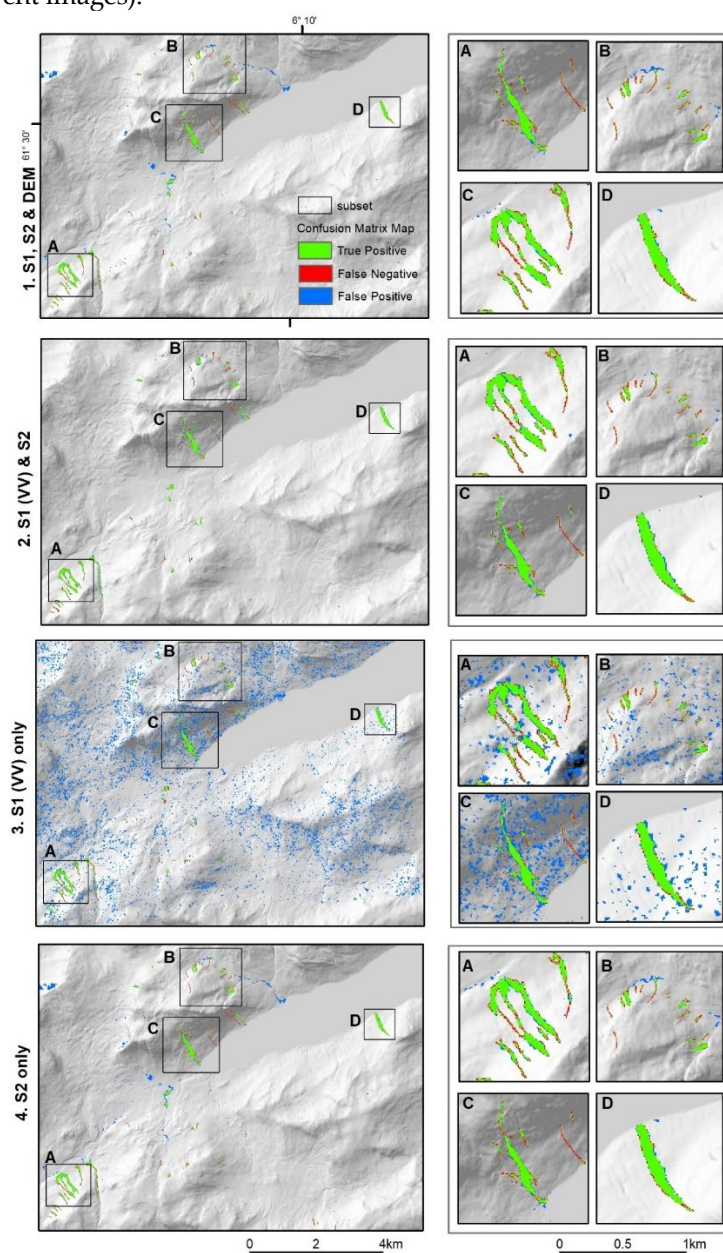 ent images).
6° 10'
61° 30'
1. S1, S2 & DEM
A
B
C
D
subset
Confusion Matrix Map
True Positive
False Negative
False Positive
A
B
C
D
2. S1 (VV) & S2
A
B
C
D
A
B
C
D
3. S1 (VV) only
A
B
C
D
A
B
C
D
4. S2 only
A
B
C
D
A
B
C
D
0 2 4km
0 0.5 1km